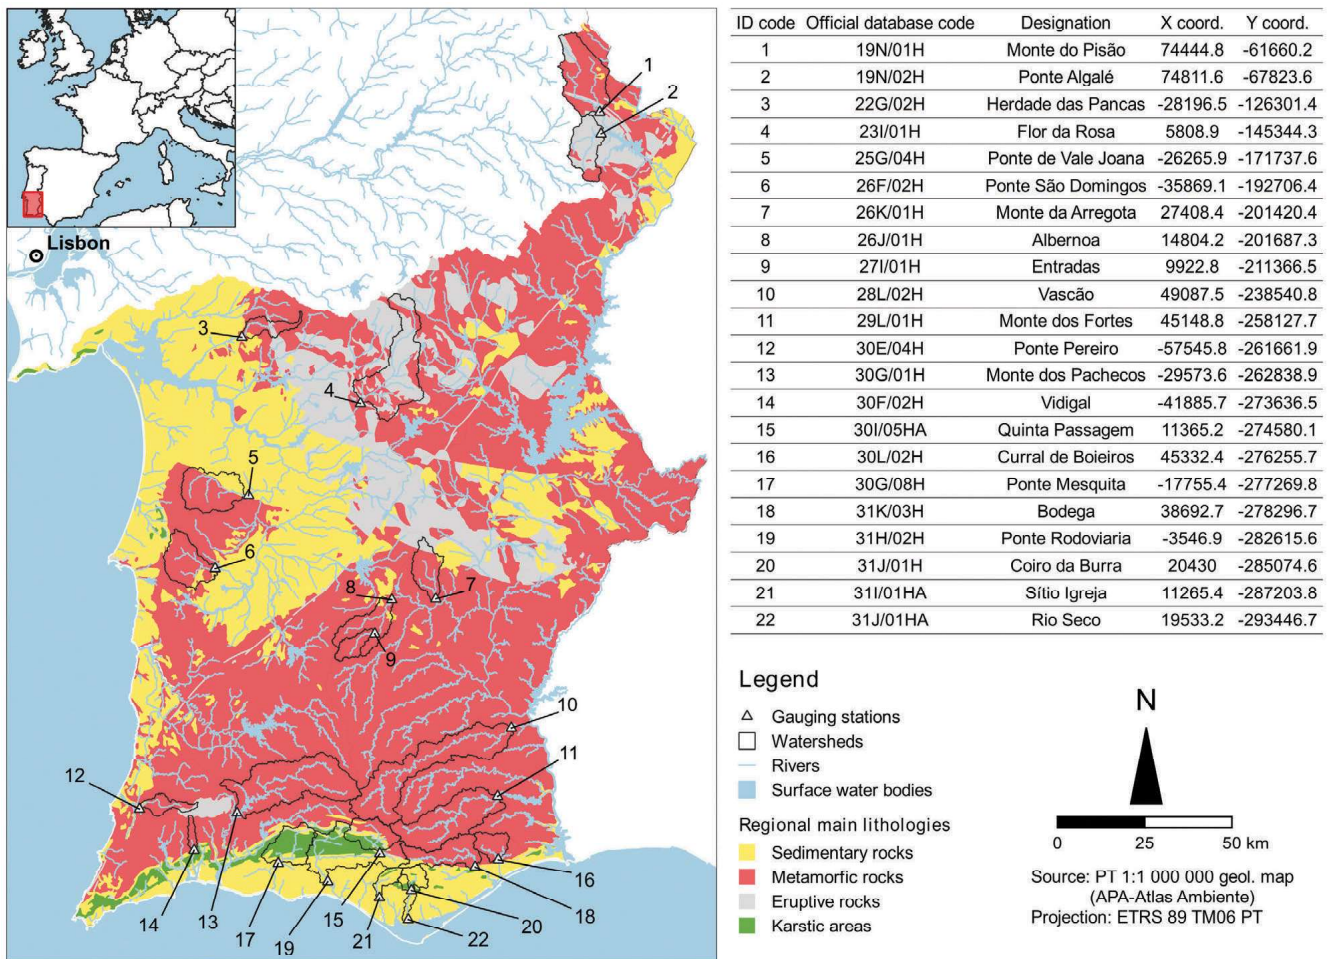 Lisbon
1
2
3
4
5
6
7
8
9
10
11
12
13
14
15
16
17
18
19
20
21
22
ID code Official database code Designation X coord. Y coord.
1 19N/01H Monte do Pisão 74444.8 -61660.2
2 19N/02H Ponte Algalé 74811.6 -67823.6
3 22G/02H Herdade das Pancas -28196.5 -126301.4
4 23I/01H Flor da Rosa 5808.9 -145344.3
5 25G/04H Ponte de Vale Joana -26265.9 -171737.6
6 26F/02H Ponte São Domingos -35869.1 -192706.4
7 26K/01H Monte da Arregota 27408.4 -201420.4
8 26J/01H Albernoa 14804.2 -201687.3
9 27I/01H Entradas 9922.8 -211366.5
10 28L/02H Vascão 49087.5 -238540.8
11 29L/01H Monte dos Fortes 45148.8 -258127.7
12 30E/04H Ponte Pereiro -57545.8 -261661.9
13 30G/01H Monte dos Pachecos -29573.6 -262838.9
14 30F/02H Vidigal -41885.7 -273636.5
15 30I/05HA Quinta Passagem 11365.2 -274580.1
16 30L/02H Curral de Boieiros 45332.4 -276255.7
17 30G/08H Ponte Mesquita -17755.4 -277269.8
18 31K/03H Bodega 38692.7 -278296.7
19 31H/02H Ponte Rodoviaria -3546.9 -282615.6
20 31J/01H Coiro da Burra 20430 -285074.6
21 31I/01HA Sítio Igreja 11265.4 -287203.8
22 31J/01HA Rio Seco 19533.2 -293446.7
Legend
Gauging stations
Watersheds
Rivers
Surface water bodies
Regional main lithologies
Sedimentary rocks
Metamorfic rocks
Eruptive rocks
Karstic areas
N
0 25 50 km
Source: PT 1:1 000 000 geol. map
(APA-Atlas Ambiente)
Projection: ETRS 89 TM06 PT